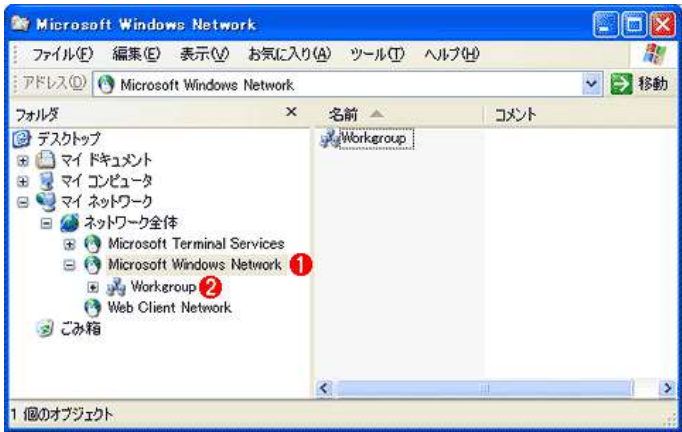 Microsoft Windows Network
ファイル(F) 編集(E) 表示(V) お気に入り(A) ツール(T) ヘルプ(H)
アドレス(D) Microsoft Windows Network 移動
フォルダ × 名前 コメント
デスクトップ
マイ ドキュメント
マイ コンピュータ
マイ ネットワーク
ネットワーク全体
Microsoft Terminal Services
Microsoft Windows Network 1
Workgroup 2
Web Client Network
ごみ箱
Workgroup
1 個のオブジェクト